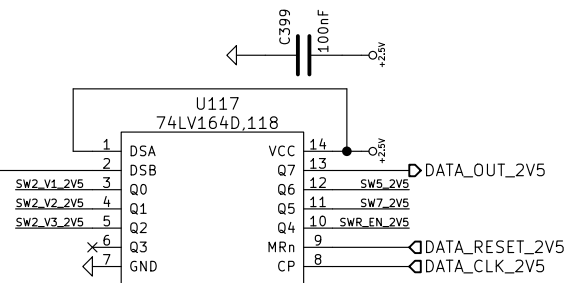 C399
100nF
+2.5V
U117
74LV164D,118
1 DSA VCC 14 +2.5V
2 DSB Q7 13 DATA_OUT_2V5
SW2_V1_2V5 3 Q0 Q6 12 SW5_2V5
SW2_V2_2V5 4 Q1 Q5 11 SW7_2V5
SW2_V3_2V5 5 Q2 Q4 10 SWR_EN_2V5
6 Q3 MRn 9 DATA_RESET_2V5
7 GND CP 8 DATA_CLK_2V5